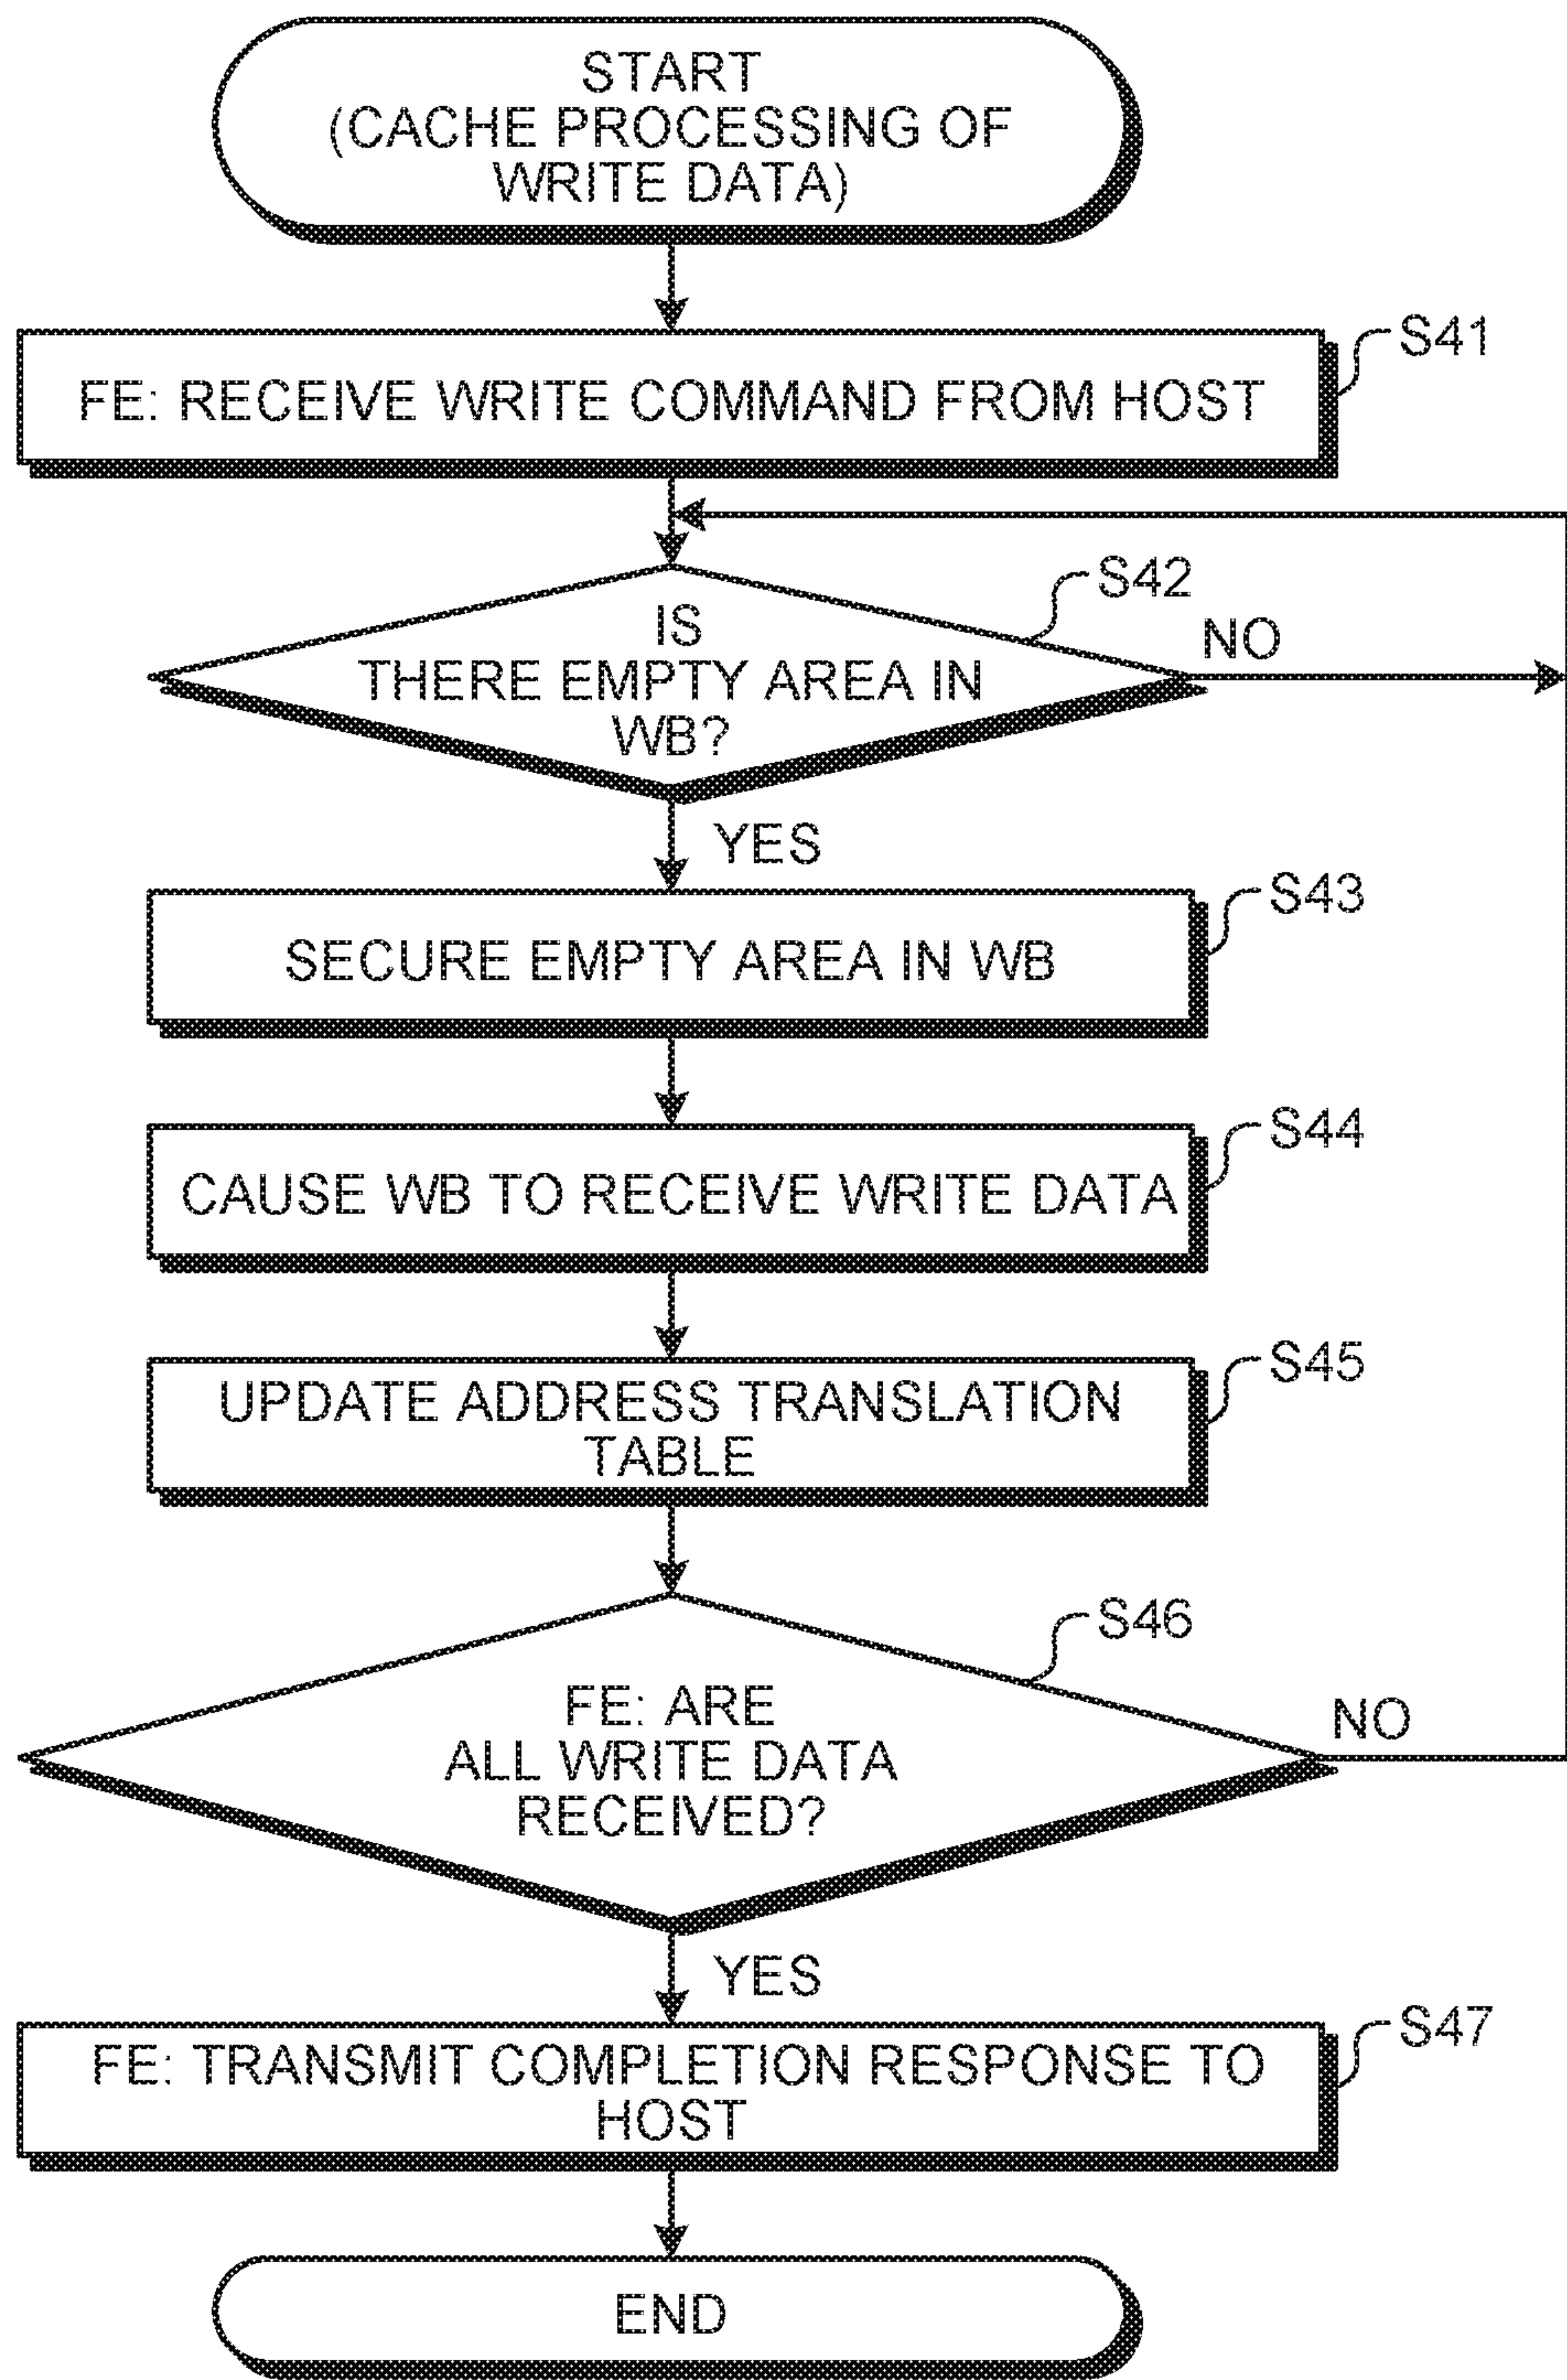 START
(CACHE PROCESSING OF
WRITE DATA)
S41
FE: RECEIVE WRITE COMMAND FROM HOST
S42
IS
THERE EMPTY AREA IN
WB?
NO
YES
S43
SECURE EMPTY AREA IN WB
S44
CAUSE WB TO RECEIVE WRITE DATA
S45
UPDATE ADDRESS TRANSLATION
TABLE
S46
FE: ARE
ALL WRITE DATA
RECEIVED?
NO
YES
S47
FE: TRANSMIT COMPLETION RESPONSE TO
HOST
END